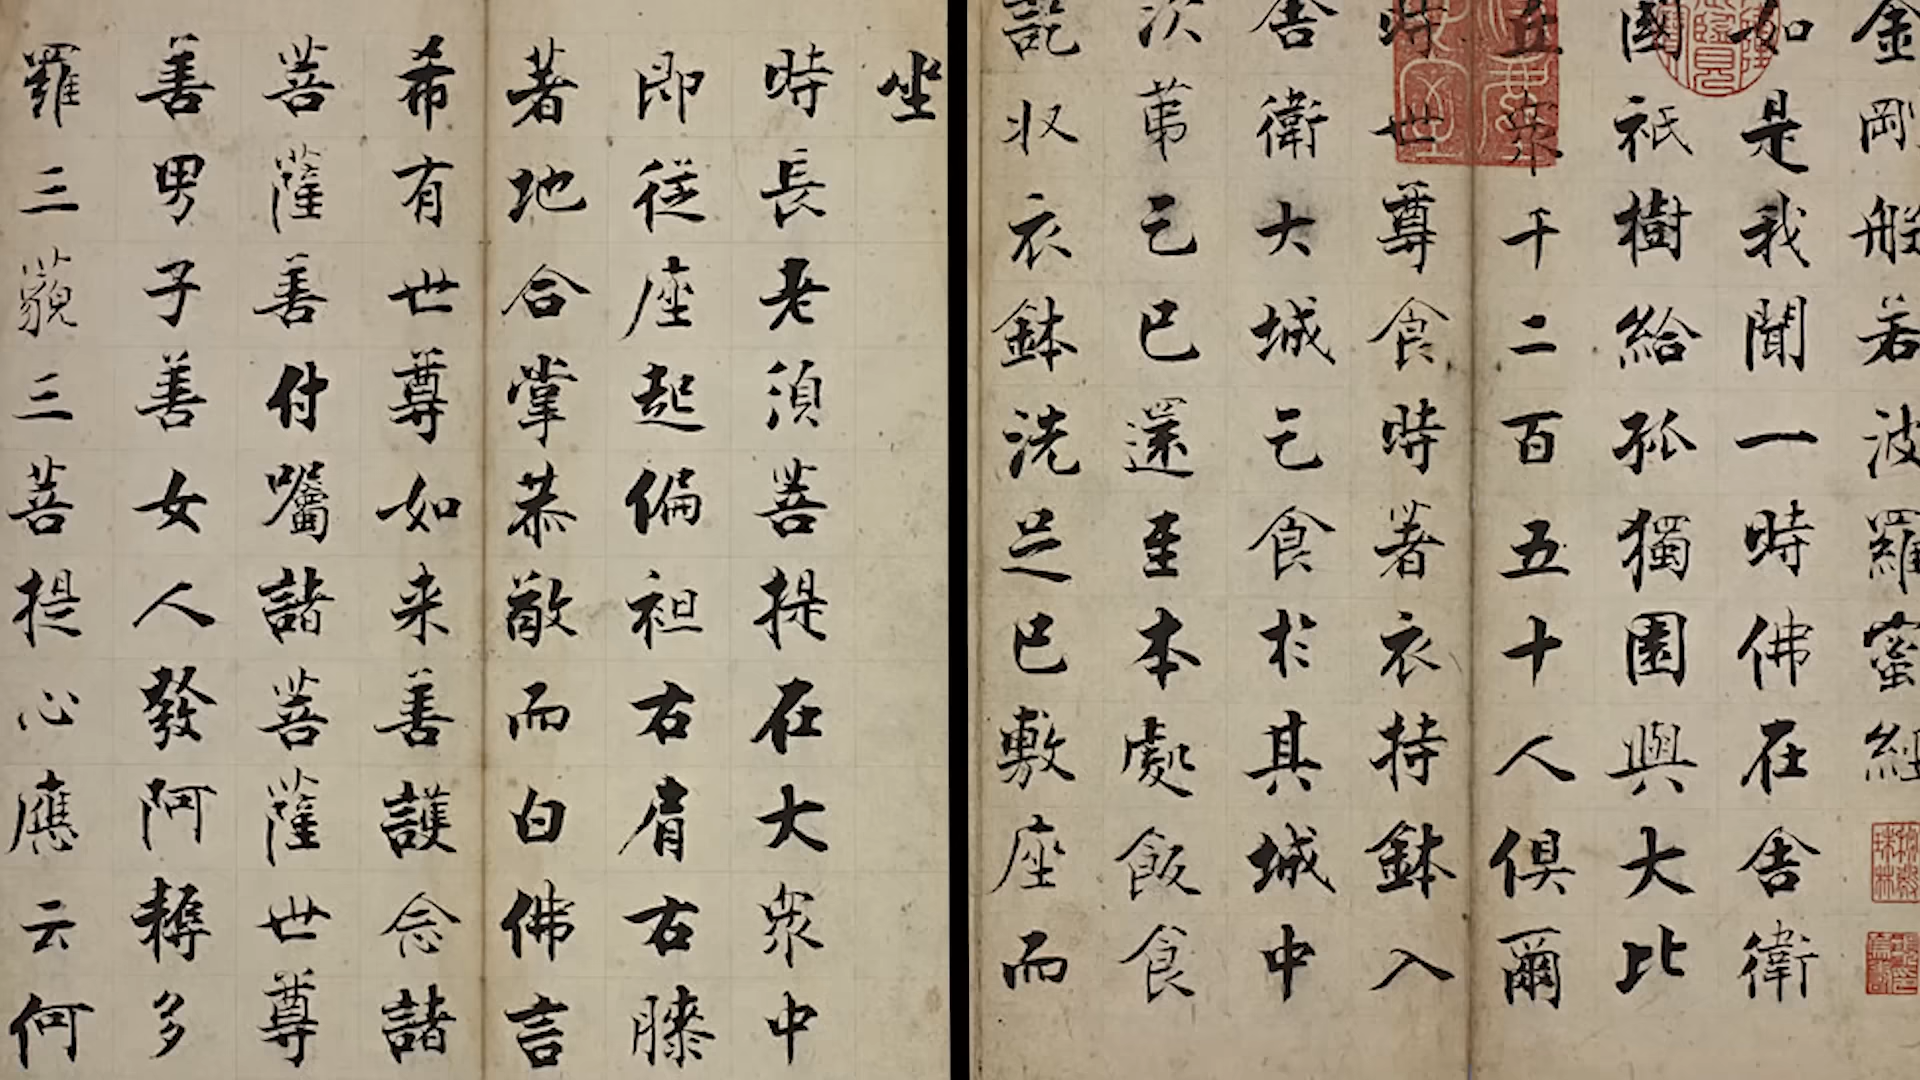 金剛般若波羅蜜經
如是我聞一時佛在舍衛
國祇樹給孤獨園與大比
丘衆千二百五十人俱爾
時世尊食時著衣持鉢入
舍衛大城乞食於其城中
次苐乞已還至本處飯食
訖収衣鉢洗足已敷座而
坐
時長老須菩提在大衆中
即從座起偏袒右肩右膝
著地合掌恭敬而白佛言
希有世尊如来善護念諸
菩薩善付囑諸菩薩世尊
善男子善女人發阿耨多
羅三藐三菩提心應云何